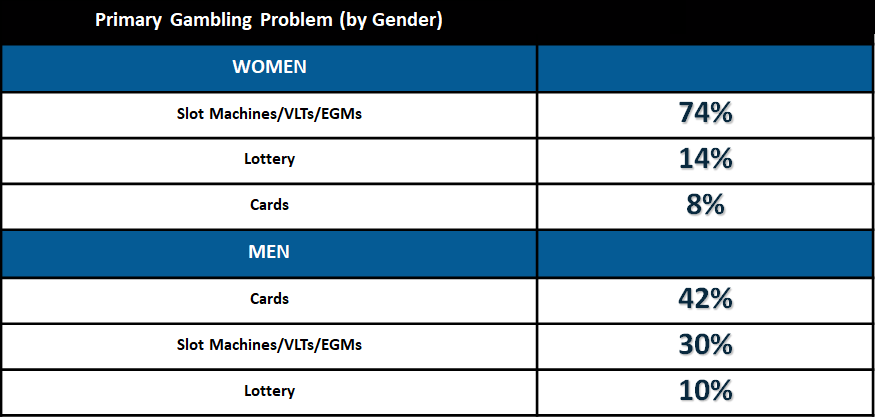 Primary Gambling Problem (by Gender)
WOMEN
Slot Machines/VLTs/EGMs 74%
Lottery 14%
Cards 8%
MEN
Cards 42%
Slot Machines/VLTs/EGMs 30%
Lottery 10%